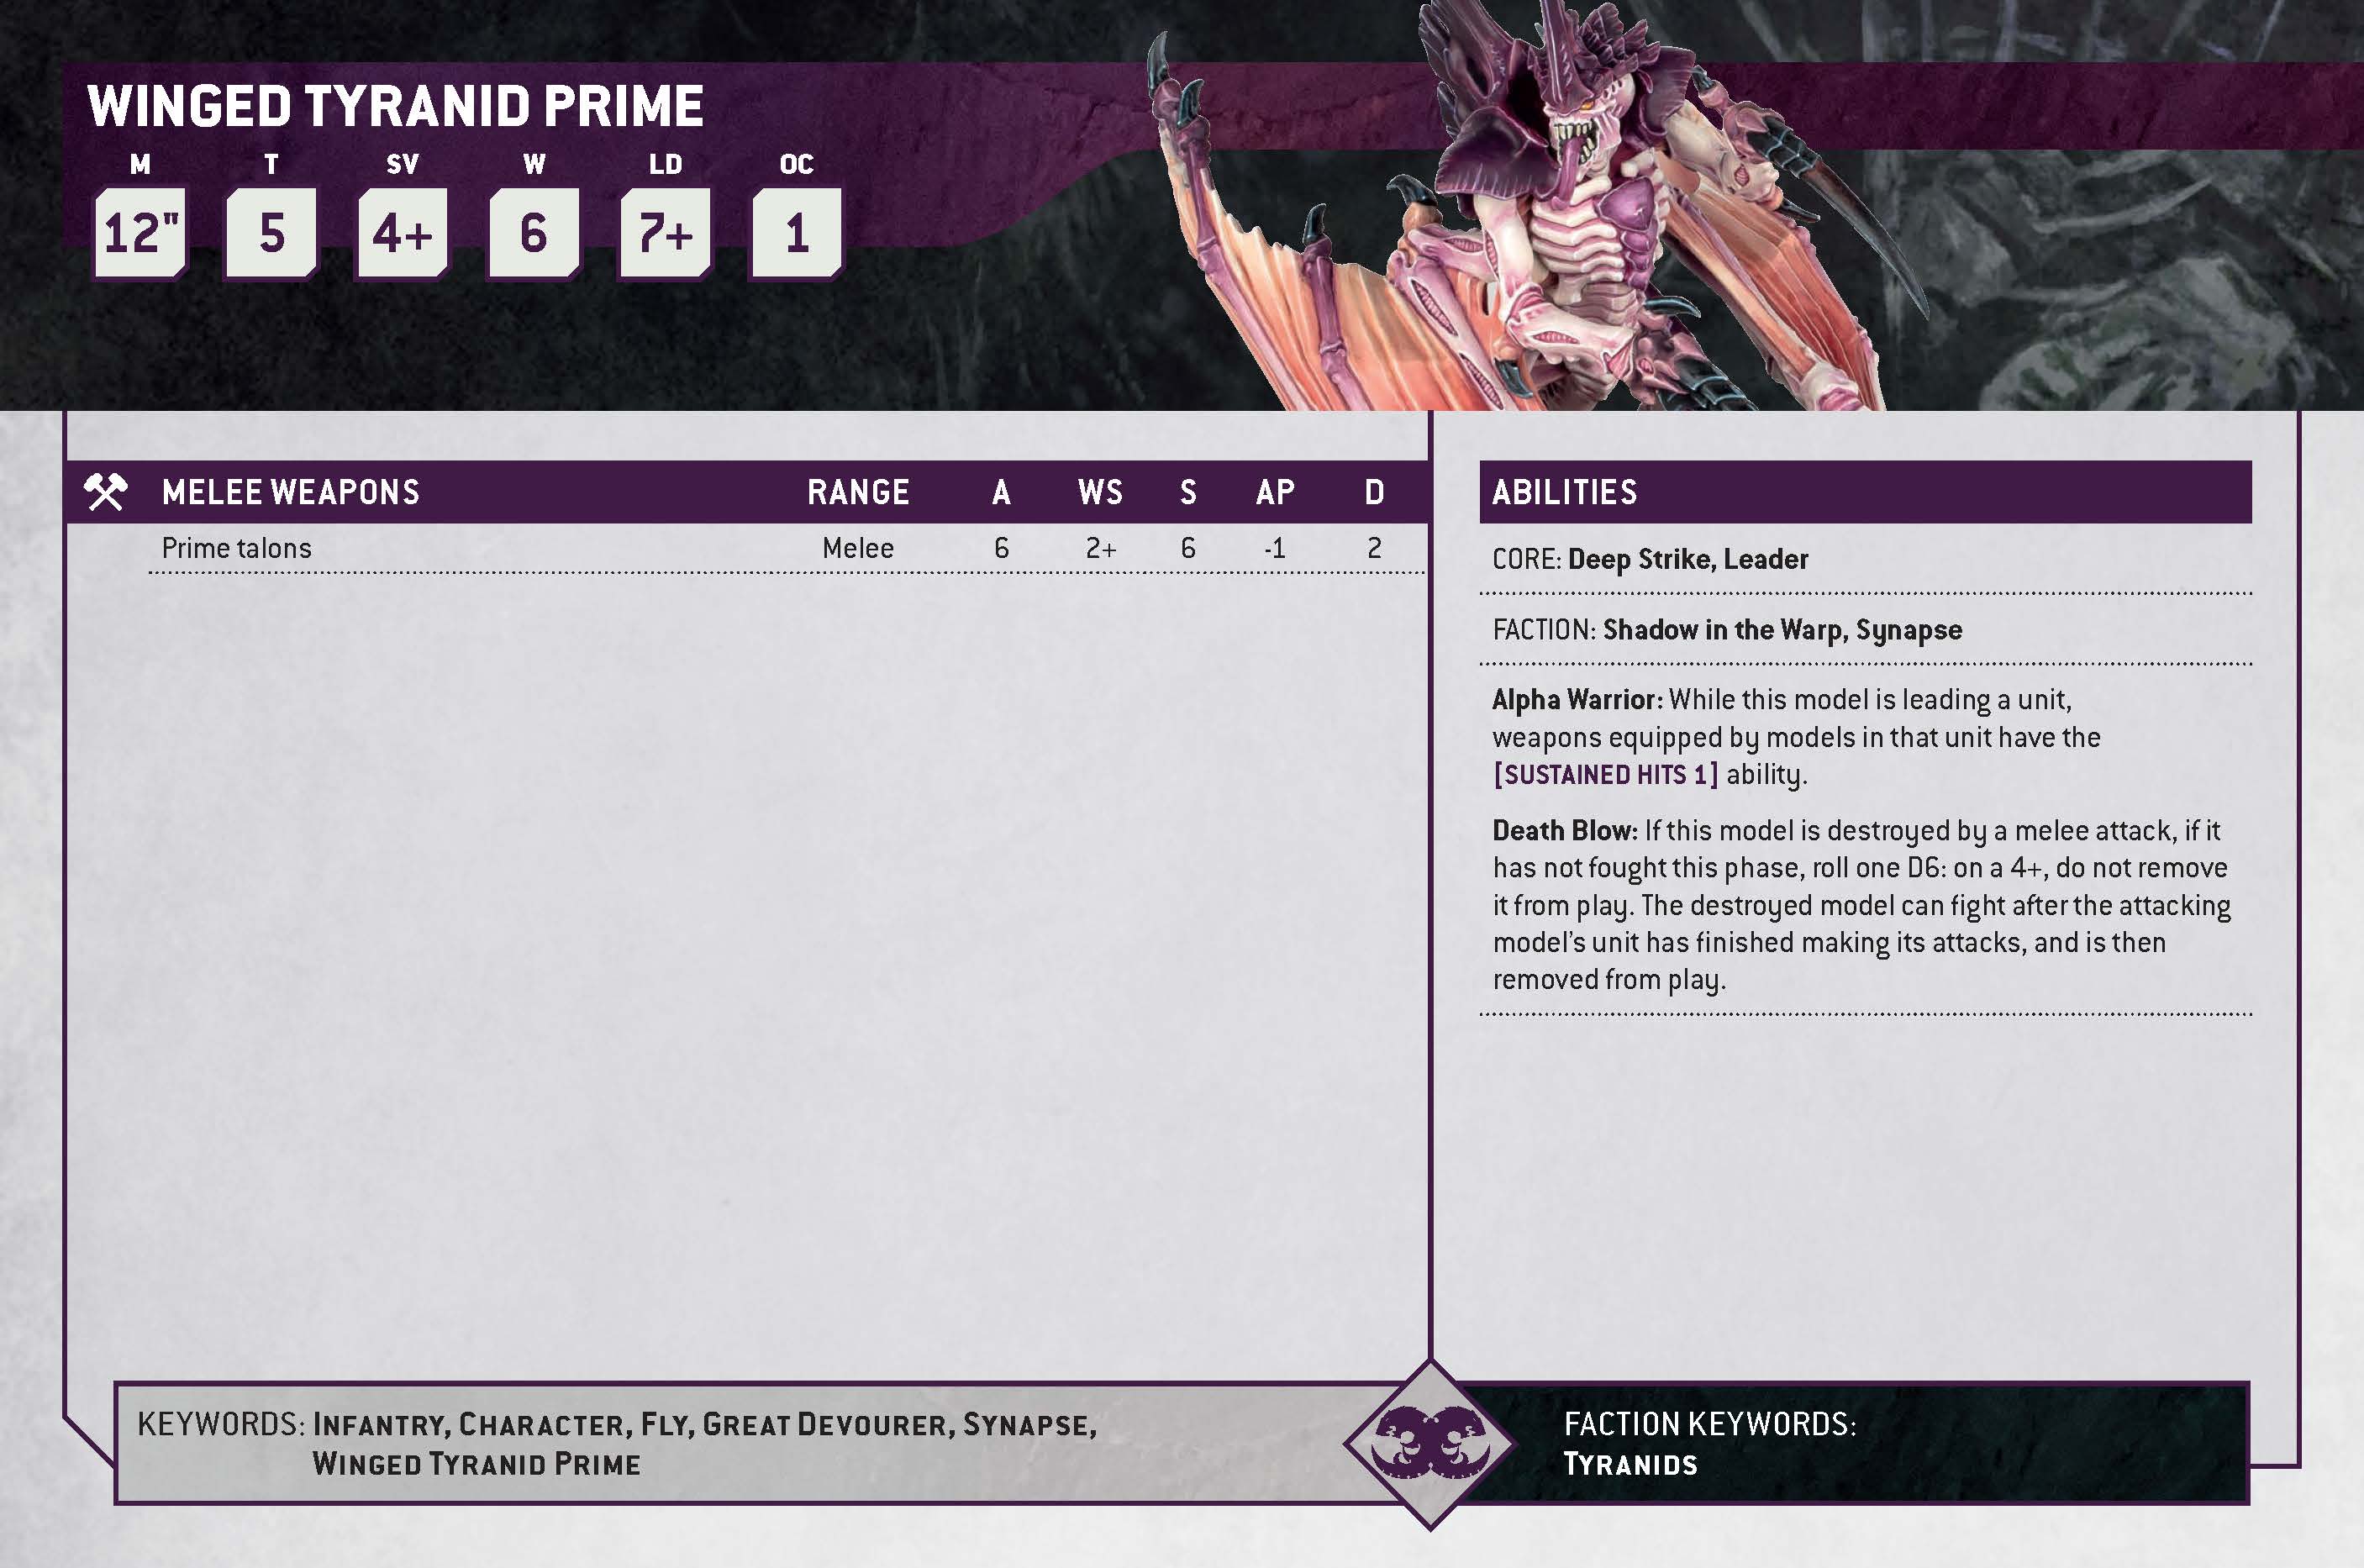 WINGED TYRANID PRIME
M T SV W LD OC
12" 5 4+ 6 7+ 1
MELEE WEAPONS RANGE A WS S AP D
Prime talons Melee 6 2+ 6 -1 2
ABILITIES
CORE: Deep Strike, Leader
FACTION: Shadow in the Warp, Synapse
Alpha Warrior: While this model is leading a unit,
weapons equipped by models in that unit have the
[SUSTAINED HITS 1] ability.
Death Blow: If this model is destroyed by a melee attack, if it
has not fought this phase, roll one D6: on a 4+, do not remove
it from play. The destroyed model can fight after the attacking
model's unit has finished making its attacks, and is then
removed from play.
KEYWORDS: INFANTRY, CHARACTER, FLY, GREAT DEVOURER, SYNAPSE,
WINGED TYRANID PRIME
FACTION KEYWORDS:
TYRANIDS